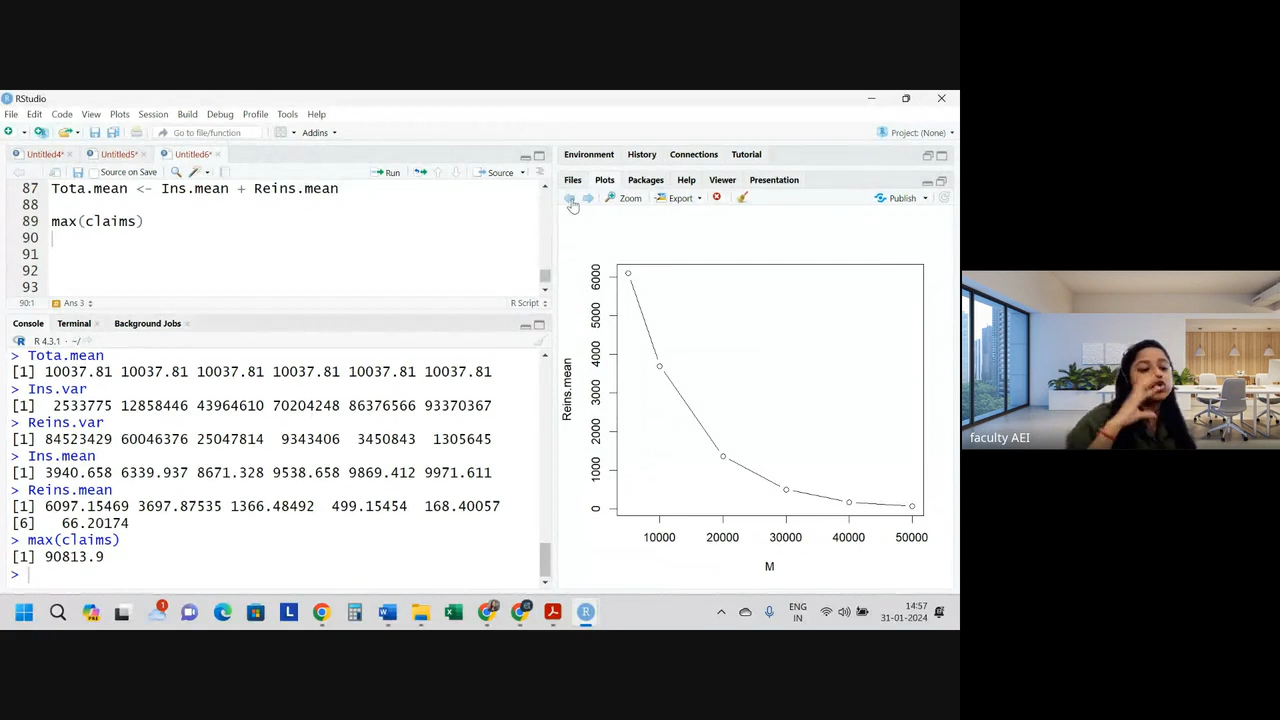 RStudio
File Edit Code View Plots Session Build Debug Profile Tools Help
Go to file/function Addins Project: (None)
Untitled4* Untitled5* Untitled6*
Source on Save Run Source
87 Tota.mean <- Ins.mean + Reins.mean
88
89 max(claims)
90
91
92
93
90:1 Ans 3 R Script
Console Terminal Background Jobs
R 4.3.1 · ~/
> Tota.mean
[1] 10037.81 10037.81 10037.81 10037.81 10037.81 10037.81
> Ins.var
[1] 2533775 12858446 43964610 70204248 86376566 93370367
> Reins.var
[1] 84523429 60046376 25047814 9343406 3450843 1305645
> Ins.mean
[1] 3940.658 6339.937 8671.328 9538.658 9869.412 9971.611
> Reins.mean
[1] 6097.15469 3697.87535 1366.48492 499.15454 168.40057
[6] 66.20174
> max(claims)
[1] 90813.9
>
Environment History Connections Tutorial
Files Plots Packages Help Viewer Presentation
Zoom Export Publish
Reins.mean
6000
5000
4000
3000
2000
1000
0
10000 20000 30000 40000 50000
M
faculty AEI
1
L
PRE
ENG
IN
14:57
31-01-2024